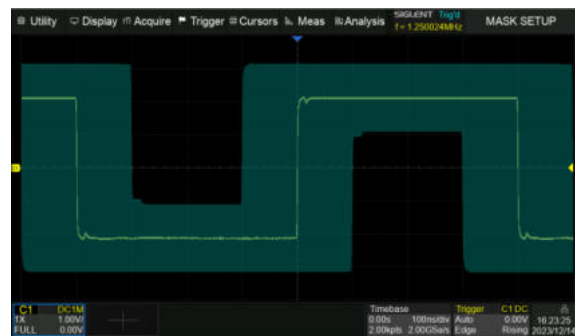 Utility Display Acquire Trigger Cursors Meas Analysis SIGLENT Trig'd MASK SETUP
f = 1.250024MHz
C1 DC1M
1X 1.00V/
FULL 0.00V
Timebase
0.00s 100ns/div
2.00kpts 2.00GSa/s
Trigger C1 DC
Auto 0.00V
Edge Rising
16:23:25
2023/12/14